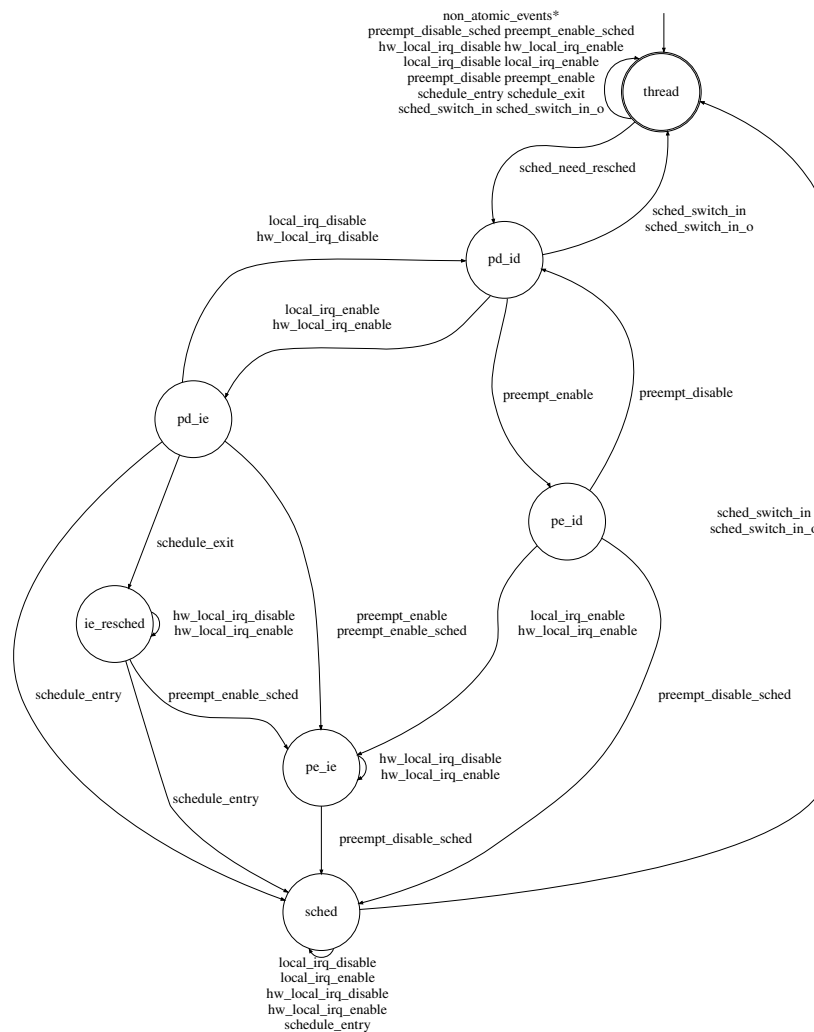 non_atomic_events*
preempt_disable_sched preempt_enable_sched
hw_local_irq_disable hw_local_irq_enable
local_irq_disable local_irq_enable
preempt_disable preempt_enable
schedule_entry schedule_exit
sched_switch_in sched_switch_in_o
thread
sched_need_resched
sched_switch_in
sched_switch_in_o
local_irq_disable
hw_local_irq_disable
pd_id
local_irq_enable
hw_local_irq_enable
preempt_enable
preempt_disable
pd_ie
pe_id
sched_switch_in
sched_switch_in_o
schedule_exit
ie_resched
hw_local_irq_disable
hw_local_irq_enable
preempt_enable
preempt_enable_sched
local_irq_enable
hw_local_irq_enable
schedule_entry
preempt_enable_sched
preempt_disable_sched
pe_ie
hw_local_irq_disable
hw_local_irq_enable
schedule_entry
preempt_disable_sched
sched
local_irq_disable
local_irq_enable
hw_local_irq_disable
hw_local_irq_enable
schedule_entry